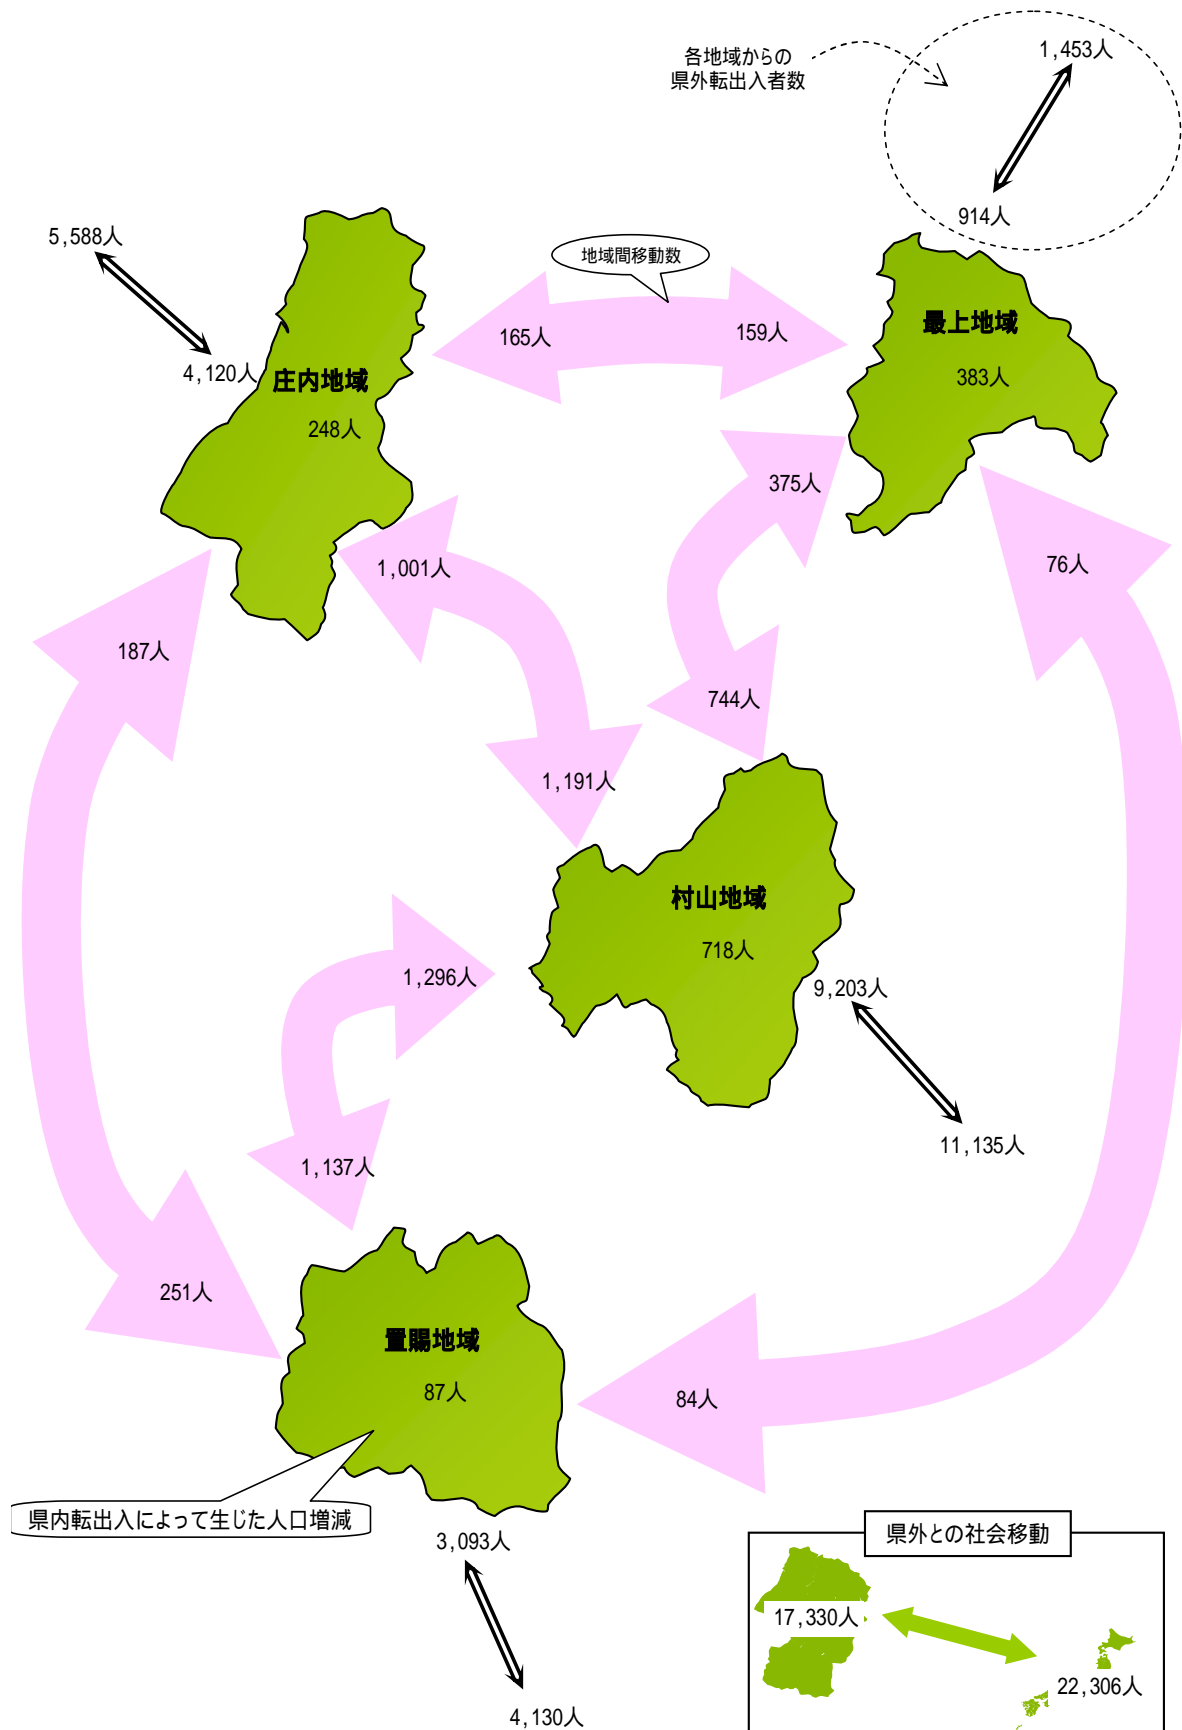 各地域からの
県外転出入者数
1,453人
914人
5,588人
4,120人
地域間移動数
165人
159人
最上地域
383人
庄内地域
248人
375人
1,001人
76人
187人
744人
1,191人
村山地域
718人
1,296人
9,203人
11,135人
1,137人
251人
置賜地域
87人
84人
県内転出入によって生じた人口増減
3,093人
4,130人
県外との社会移動
17,330人
22,306人